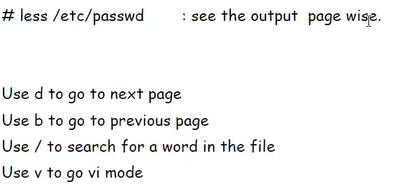 # less /etc/passwd : see the output page wise.
Use d to go to next page
Use b to go to previous page
Use / to search for a word in the file
Use v to go vi mode